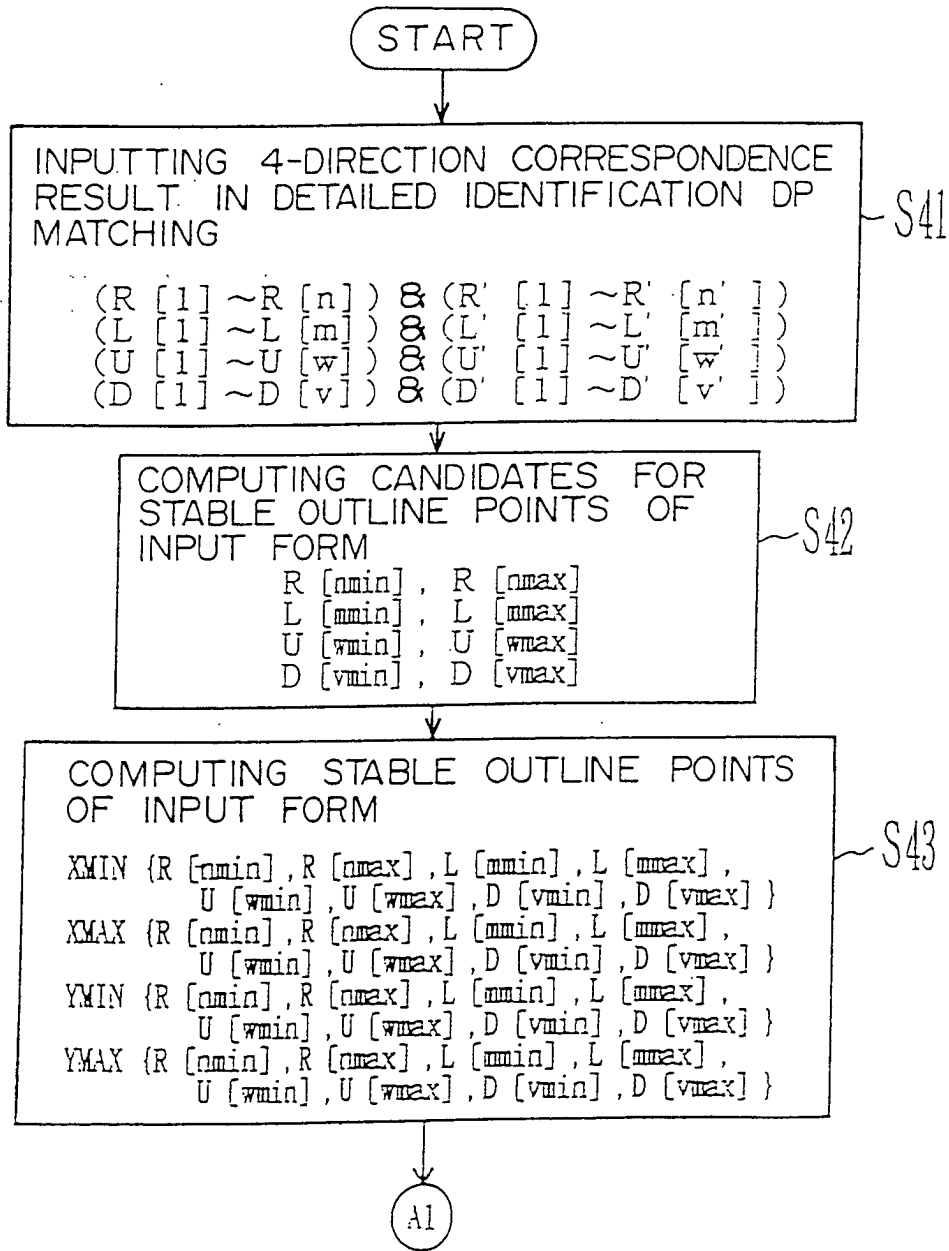 START
INPUTTING 4-DIRECTION CORRESPONDENCE
RESULT IN DETAILED IDENTIFICATION DP
MATCHING
(R [1] ~R [n]) & (R' [1] ~R' [n' ])
(L [1] ~L [m]) & (L' [1] ~L' [m' ])
(U [1] ~U [w]) & (U' [1] ~U' [w' ])
(D [1] ~D [v]) & (D' [1] ~D' [v' ])
S41
COMPUTING CANDIDATES FOR
STABLE OUTLINE POINTS OF
INPUT FORM
R [nmin] , R [nmax]
L [mmin] , L [mmax]
U [wmin] , U [wmax]
D [vmin] , D [vmax]
S42
COMPUTING STABLE OUTLINE POINTS
OF INPUT FORM
XMIN {R [nmin] ,R [nmax] ,L [mmin] ,L [mmax] ,
U [wmin] ,U [wmax] ,D [vmin] ,D [vmax] }
XMAX {R [nmin] ,R [nmax] ,L [mmin] ,L [mmax] ,
U [wmin] ,U [wmax] ,D [vmin] ,D [vmax] }
YMIN {R [nmin] ,R [nmax] ,L [mmin] ,L [mmax] ,
U [wmin] ,U [wmax] ,D [vmin] ,D [vmax] }
YMAX {R [nmin] ,R [nmax] ,L [mmin] ,L [mmax] ,
U [wmin] ,U [wmax] ,D [vmin] ,D [vmax] }
S43
A1